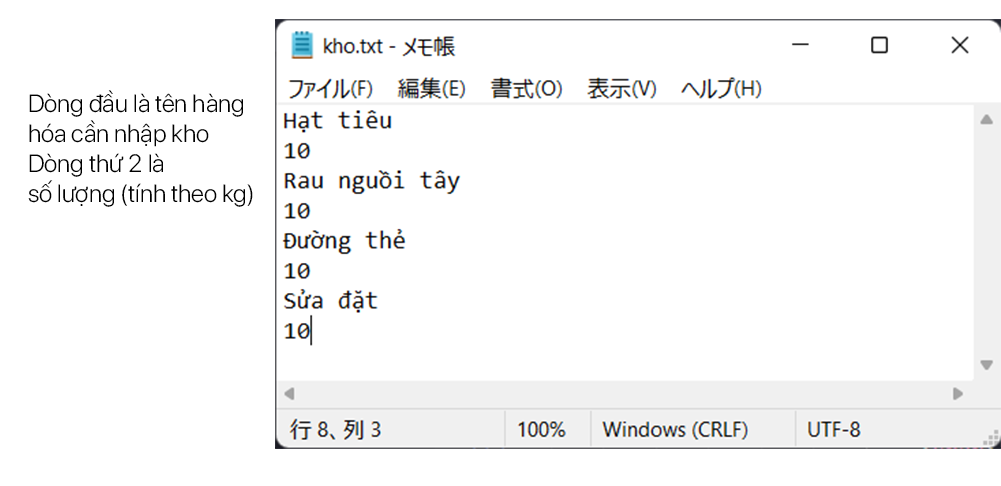 Dòng đầu là tên hàng
hóa cần nhập kho
Dòng thứ 2 là
số lượng (tính theo kg)
kho.txt - メモ帳
ファイル(F) 編集(E) 書式(O) 表示(V) ヘルプ(H)
Hạt tiêu
10
Rau nguồi tây
10
Đường thẻ
10
Sửa đặt
10
行 8、列 3 100% Windows (CRLF) UTF-8